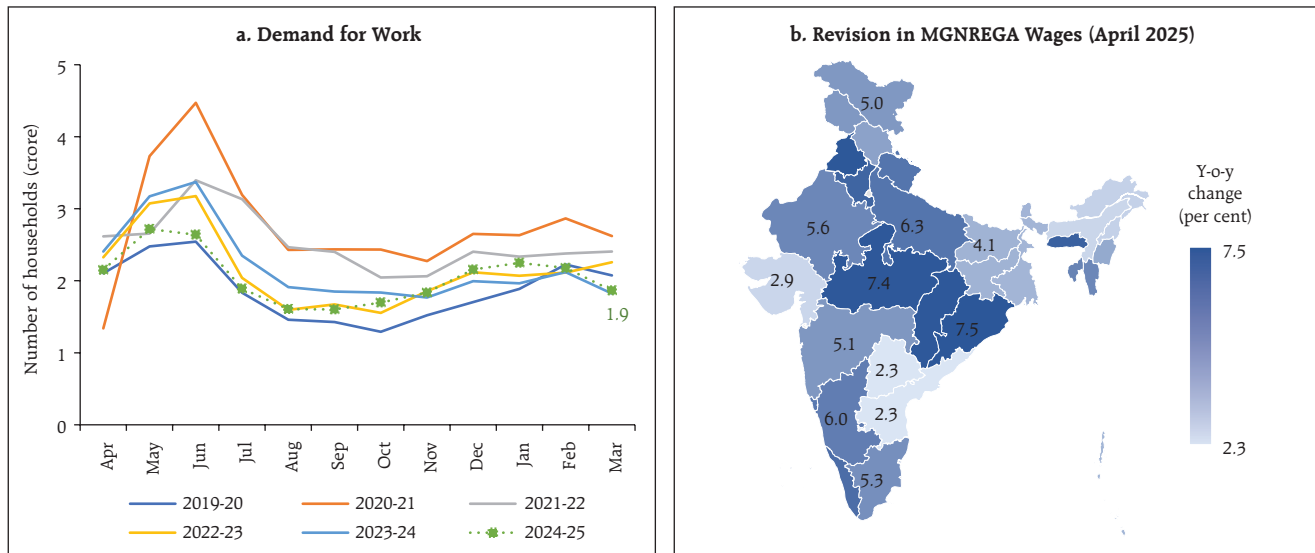 a. Demand for Work
Number of households (crore)
5
4
3
2
1
0
1.9
Apr
May
Jun
Jul
Aug
Sep
Oct
Nov
Dec
Jan
Feb
Mar
2019-20 2020-21 2021-22
2022-23 2023-24 2024-25
b. Revision in MGNREGA Wages (April 2025)
5.0
5.6
6.3
4.1
2.9
7.4
7.5
5.1
2.3
2.3
6.0
5.3
Y-o-y
change
(per cent)
7.5
2.3